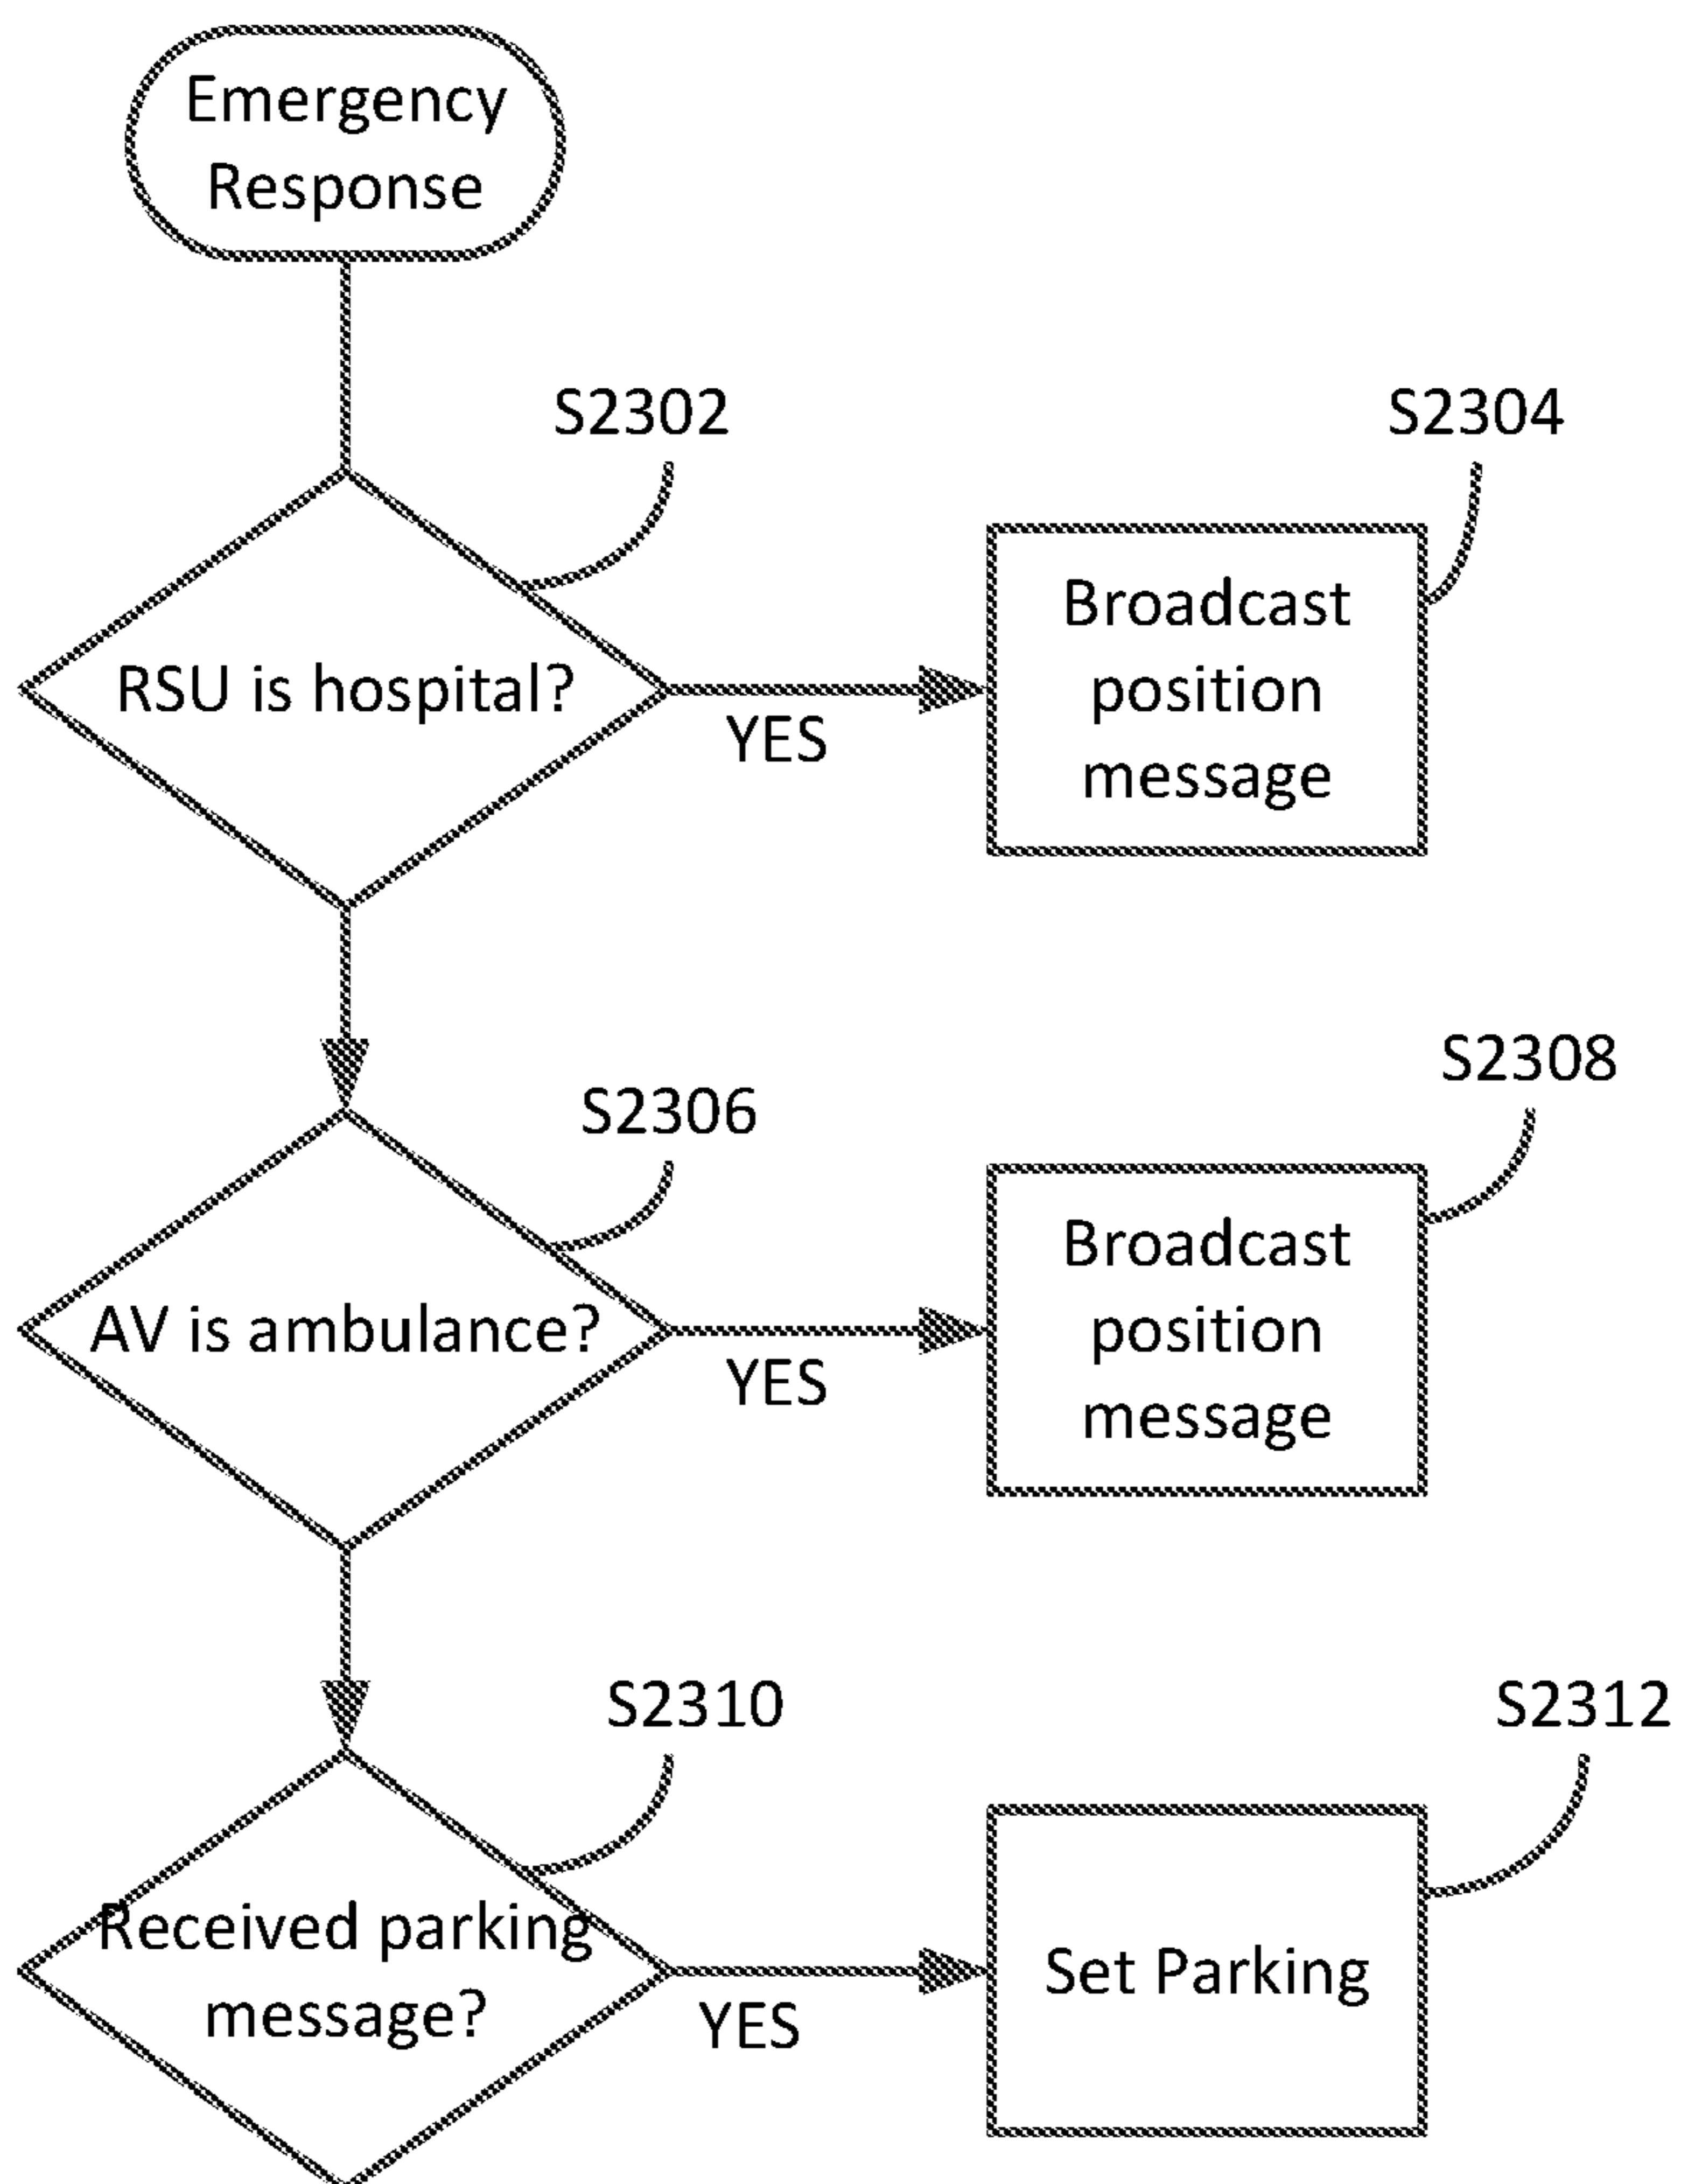 Emergency
Response
S2302
S2304
RSU is hospital?
YES
Broadcast
position
message
S2306
S2308
AV is ambulance?
YES
Broadcast
position
message
S2310
S2312
Received parking
message?
YES
Set Parking